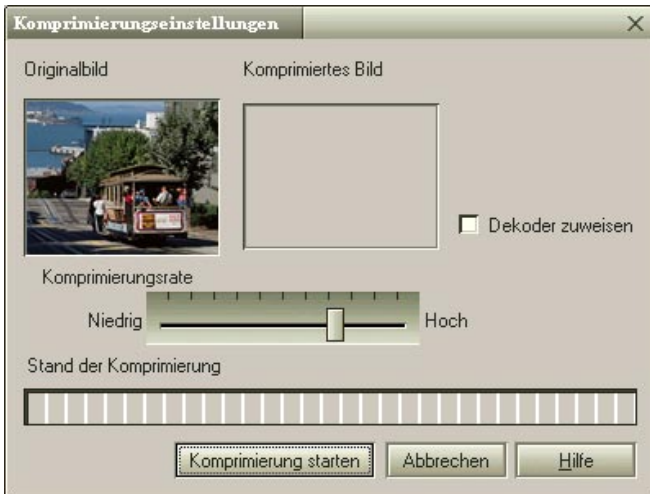 Komprimierungseinstellungen
Originalbild Komprimiertes Bild
Dekoder zuweisen
Komprimierungsrate
Niedrig Hoch
Stand der Komprimierung
Komprimierung starten Abbrechen Hilfe